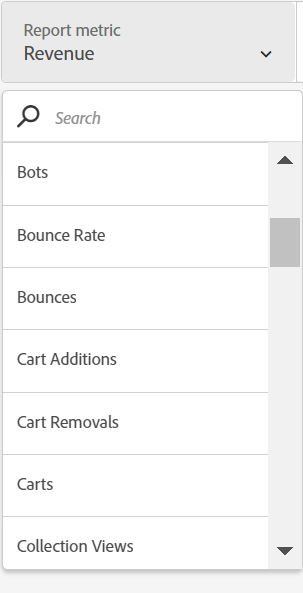 Report metric
Revenue
Search
Bots
Bounce Rate
Bounces
Cart Additions
Cart Removals
Carts
Collection Views